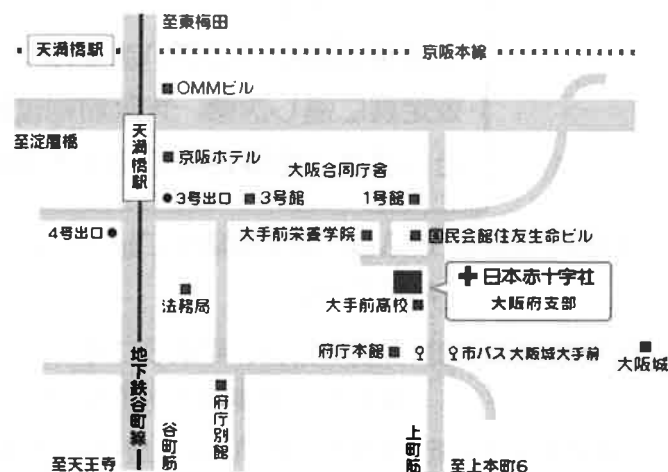 至東梅田
天満橋駅
京阪本線
OMMビル
至淀屋橋
天満橋駅
京阪ホテル
大阪合同庁舎
3号出口
3号館
1号館
4号出口
大手前栄養学院
国民会館住友生命ビル
日本赤十字社
大阪府支部
法務局
大手前高校
府庁本館
市バス大阪城大手前
大阪城
地下鉄谷町線
谷町筋
府庁別館
上町筋
至天王寺
至上本町6